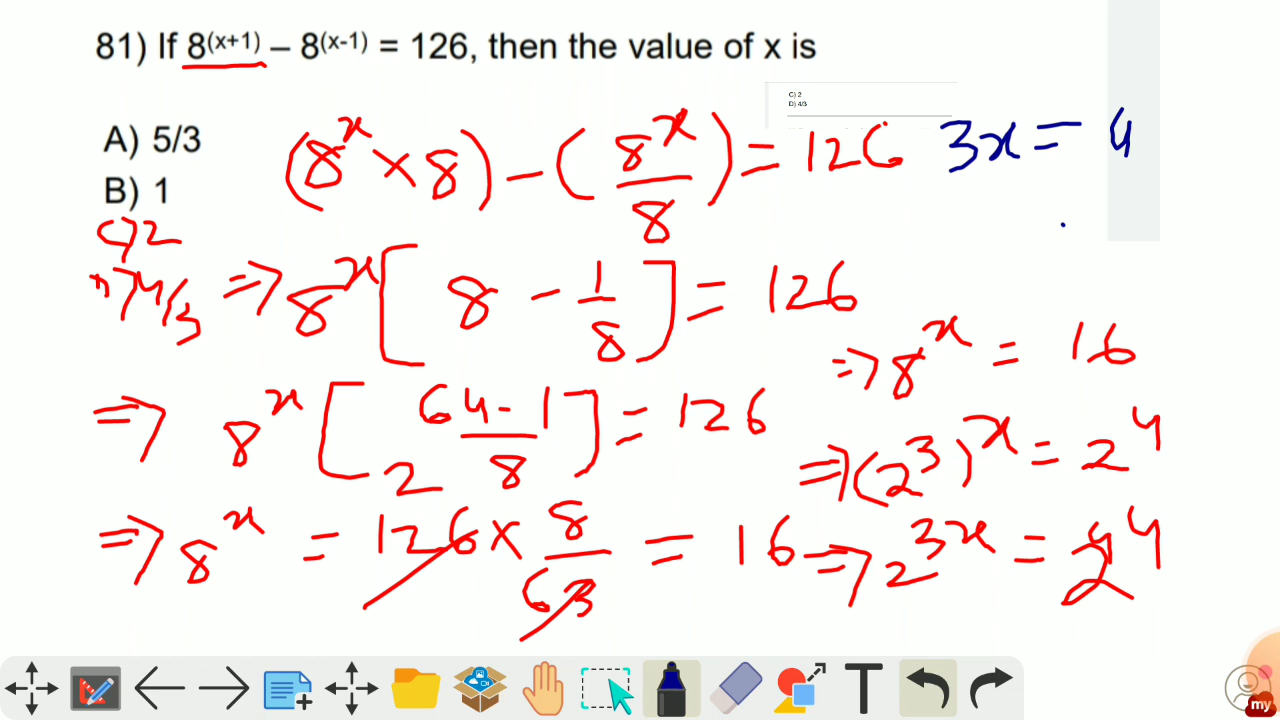 81) If 8(x+1) – 8(x-1) = 126, then the value of x is
C) 2
D) 4/3
A) 5/3
B) 1
C) 2
4/3
(8^x × 8) − (8^x/8) = 126
⇒ 8^x [8 − 1/8] = 126
⇒ 8^x [64-1/8] = 126
⇒ 8^x = 126 × 8/63 = 16
2
⇒ 8^x = 16
⇒ (2^3)^x = 2^4
⇒ 2^3x = 2^4
3x = 4
T
my